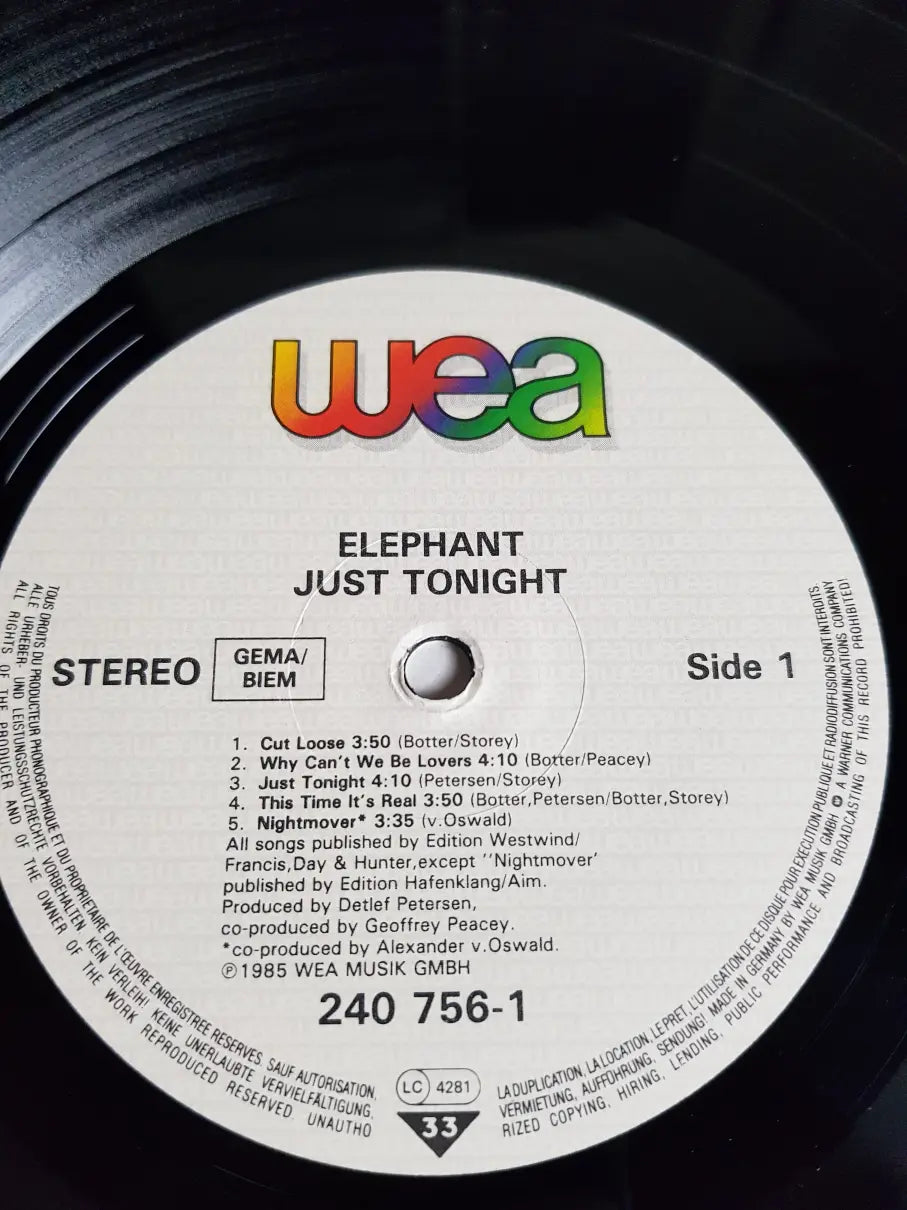 wea
ELEPHANT
JUST TONIGHT
STEREO
GEMA/
BIEM
Side 1
1. Cut Loose 3:50 (Botter/Storey)
2. Why Can't We Be Lovers 4:10 (Botter/Peacey)
3. Just Tonight 4:10 (Petersen/Storey)
4. This Time It's Real 3:50 (Botter,Petersen/Botter,Storey)
5. Nightmover* 3:35 (v.Oswald)
All songs published by Edition Westwind/
Francis,Day & Hunter,except ''Nightmover'
published by Edition Hafenklang/Aim.
Produced by Detlef Petersen,
co-produced by Geoffrey Peacey.
*co-produced by Alexander v.Oswald.
℗1985 WEA MUSIK GMBH
240 756-1
LC 4281
33
TOUS DROITS DU PRODUCTEUR PHONOGRAPHIQUE ET DU PROPRIETAIRE DE L'ŒUVRE ENREGISTREE RESERVES. SAUF AUTORISATION,
ALLE URHEBER- UND LEISTUNGSSCHUTZRECHTE VORBEHALTEN. KEIN VERLEIH! KEINE UNERLAUBTE VERVIELFÄLTIGUNG,
ALL RIGHTS OF THE PRODUCER AND OF THE OWNER OF THE WORK REPRODUCED RESERVED UNAUTHO
LA DUPLICATION, LA LOCATION, LE PRET, L'UTILISATION DE CE DISQUE POUR EXECUTION PUBLIQUE ET RADIODIFFUSION SONT INTERDITS.
VERMIETUNG, AUFFÜHRUNG, SENDUNG! MADE IN GERMANY BY WEA MUSIK GMBH A WARNER COMMUNICATIONS COMPANY
RIZED COPYING, HIRING, LENDING, PUBLIC PERFORMANCE AND BROADCASTING OF THIS RECORD PROHIBITED!